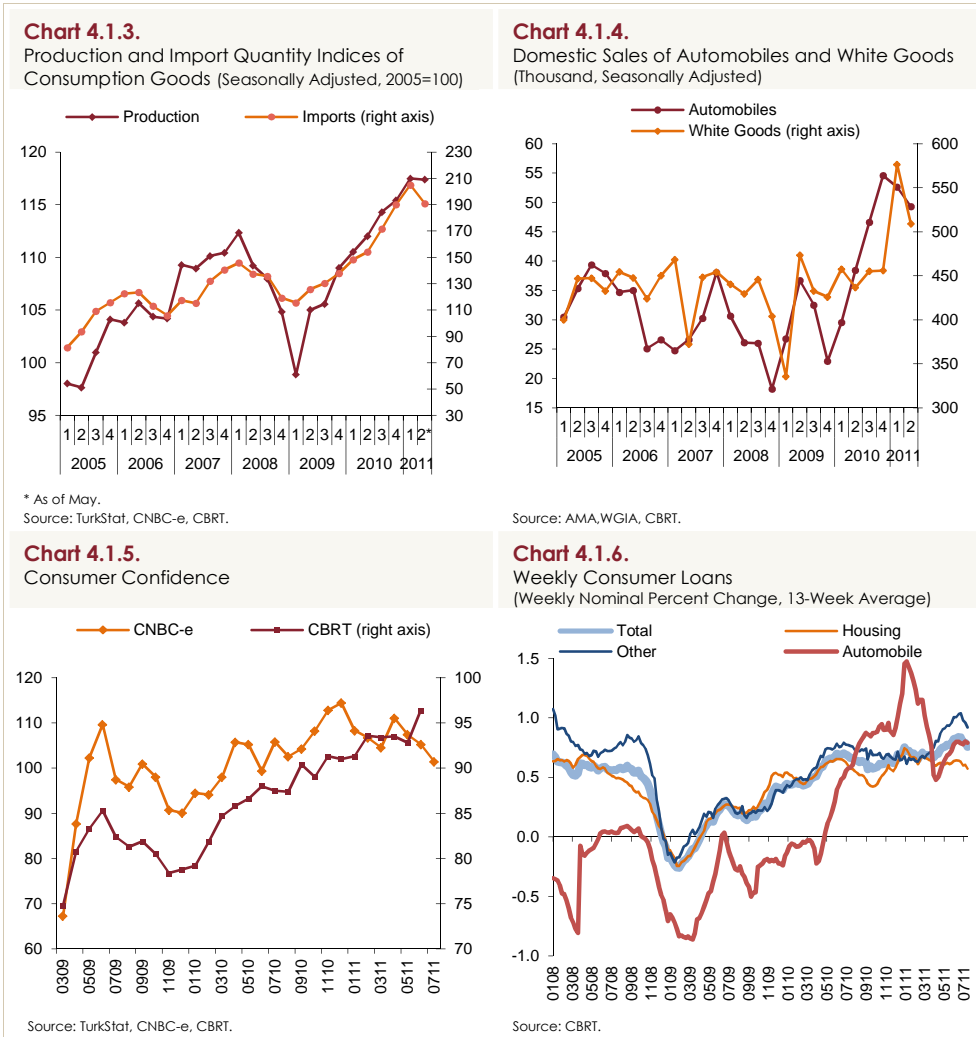 Chart 4.1.3.
Production and Import Quantity Indices of
Consumption Goods (Seasonally Adjusted, 2005=100)
Production
Imports (right axis)
120
115
110
105
100
95
230
210
190
170
150
130
110
90
70
50
30
1 2 3 4 1 2 3 4 1 2 3 4 1 2 3 4 1 2 3 4 1 2 3 4 1 2*
2005 2006 2007 2008 2009 2010 2011
* As of May.
Source: TurkStat, CNBC-e, CBRT.
Chart 4.1.4.
Domestic Sales of Automobiles and White Goods
(Thousand, Seasonally Adjusted)
Automobiles
White Goods (right axis)
60
55
50
45
40
35
30
25
20
15
600
550
500
450
400
350
300
1 2 3 4 1 2 3 4 1 2 3 4 1 2 3 4 1 2 3 4 1 2 3 4 1 2
2005 2006 2007 2008 2009 2010 2011
Source: AMA,WGIA, CBRT.
Chart 4.1.5.
Consumer Confidence
CNBC-e
CBRT (right axis)
120
110
100
90
80
70
60
100
95
90
85
80
75
70
0309 0509 0709 0909 1109 0110 0310 0510 0710 0910 1110 0111 0311 0511 0711
Source: TurkStat, CNBC-e, CBRT.
Chart 4.1.6.
Weekly Consumer Loans
(Weekly Nominal Percent Change, 13-Week Average)
Total
Housing
Other
Automobile
1.5
1.0
0.5
0.0
-0.5
-1.0
0108 0308 0508 0708 0908 1108 0109 0309 0509 0709 0909 1109 0110 0310 0510 0710 0910 1110 0111 0311 0511 0711
Source: CBRT.